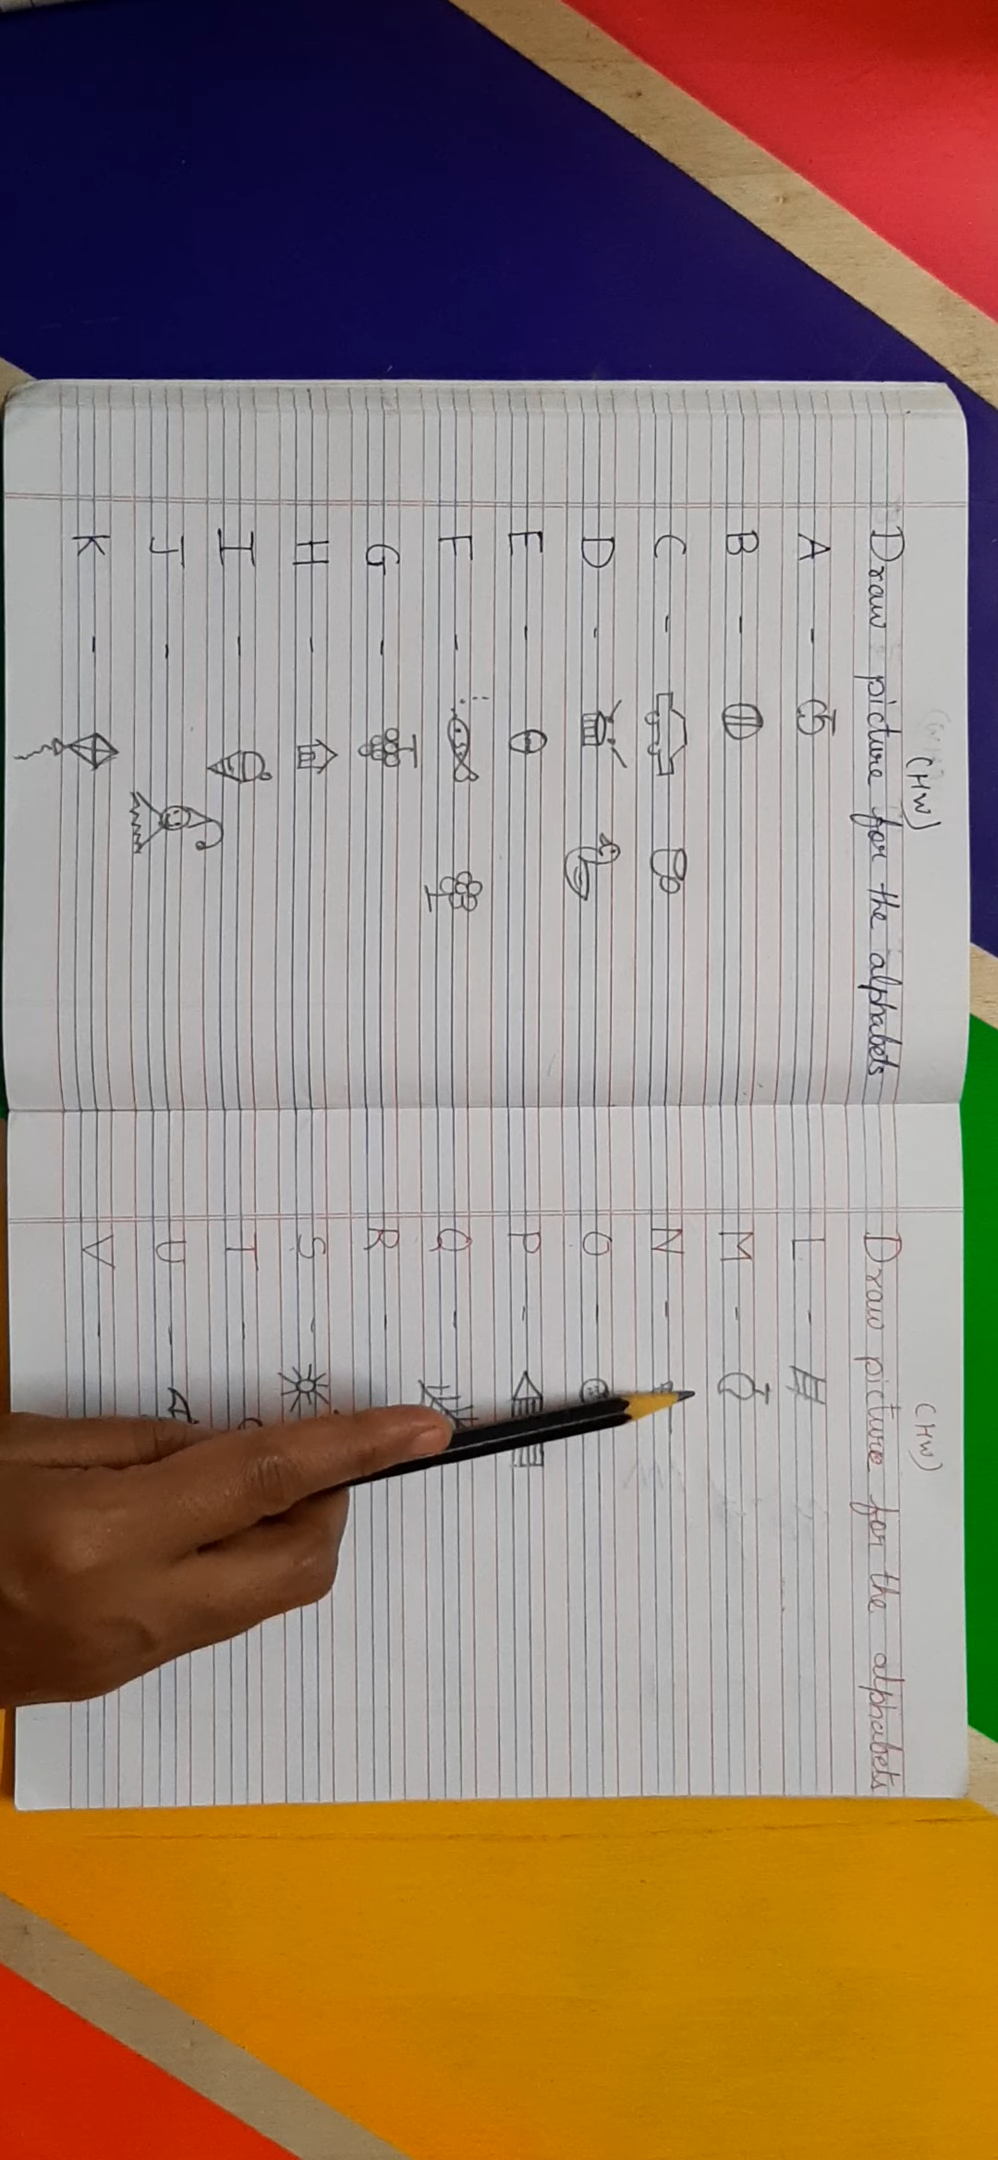 (HW)
Draw picture for the alphabets
A -
B -
C -
D -
E -
F -
G -
H -
I -
J -
K -
(HW)
Draw picture for the alphabets
L -
M -
N -
O -
P -
Q -
R -
S -
T -
U -
V -